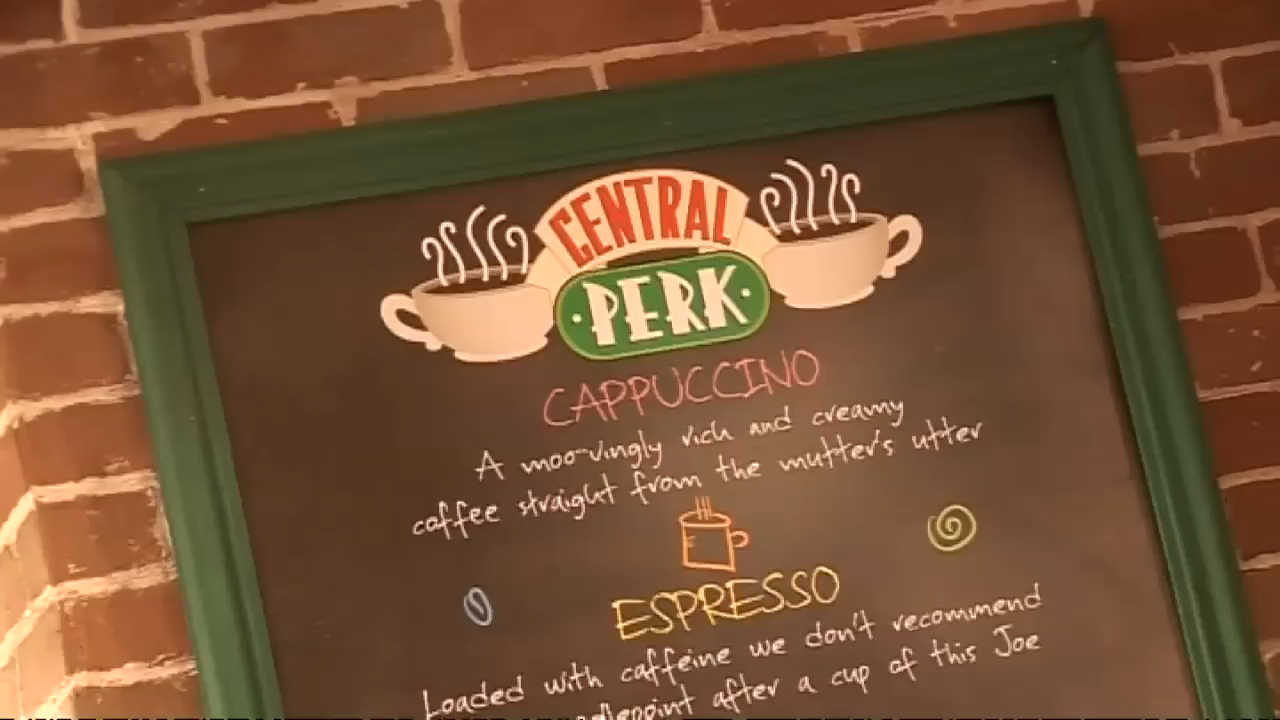 CENTRAL
PERK
CAPPUCCINO
A moo-vingly rich and creamy
coffee straight from the mutter's utter
ESPRESSO
Loaded with caffeine we don't recommend
after a cup of this Joe